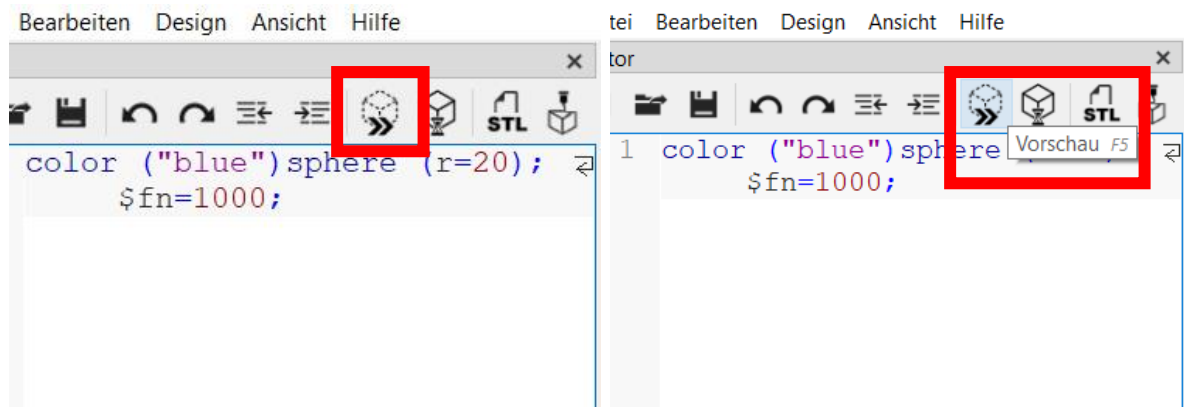 Bearbeiten Design Ansicht Hilfe
STL
color ("blue")sphere (r=20);
$fn=1000;
tei Bearbeiten Design Ansicht Hilfe
tor
STL
Vorschau F5
1 color ("blue")sphere
$fn=1000;